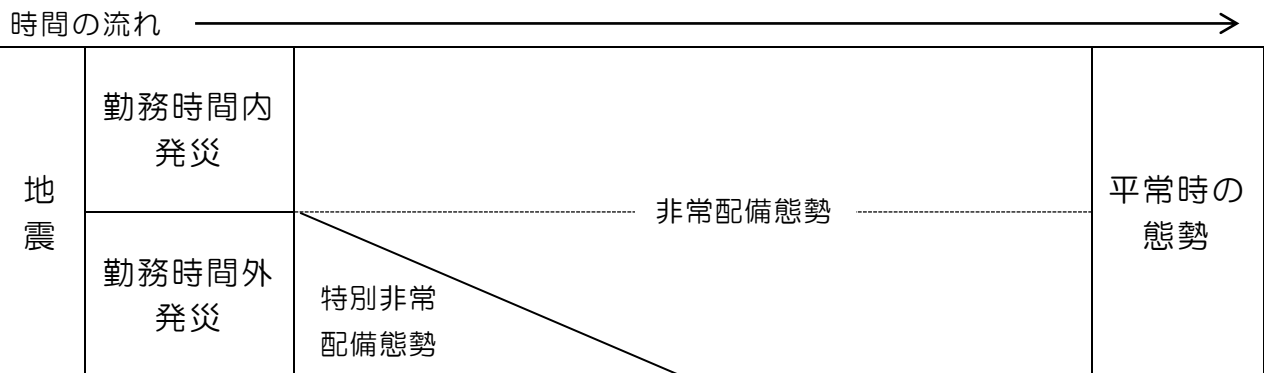 時間の流れ
地
震
勤務時間内
発災
勤務時間外
発災
非常配備態勢
特別非常
配備態勢
平常時の
態勢